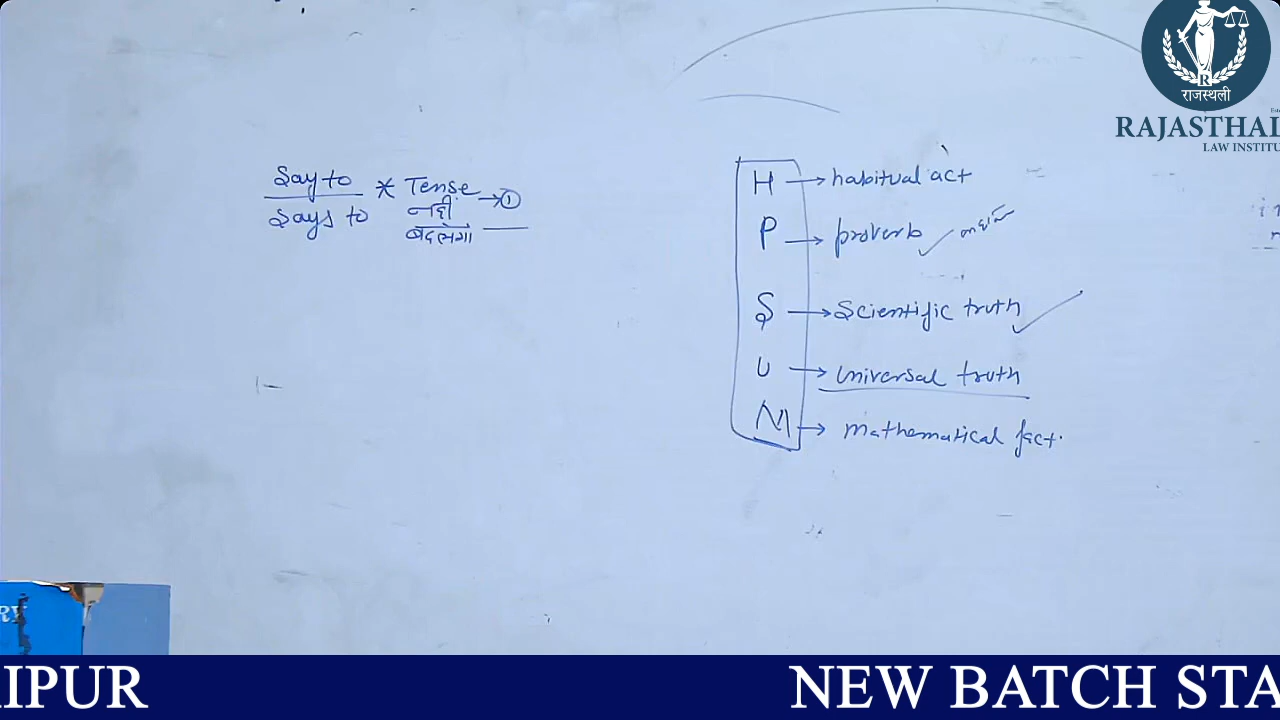 राजस्थली
RAJASTHAL
LAW INSTITU
Say to
Says to
* Tense → ①
नहीं
बदलेगा
H → habitual act
P → proverb ✓
S → Scientific truth ✓
U → universal truth
M → mathematical fact.
RY
IPUR
NEW BATCH STA